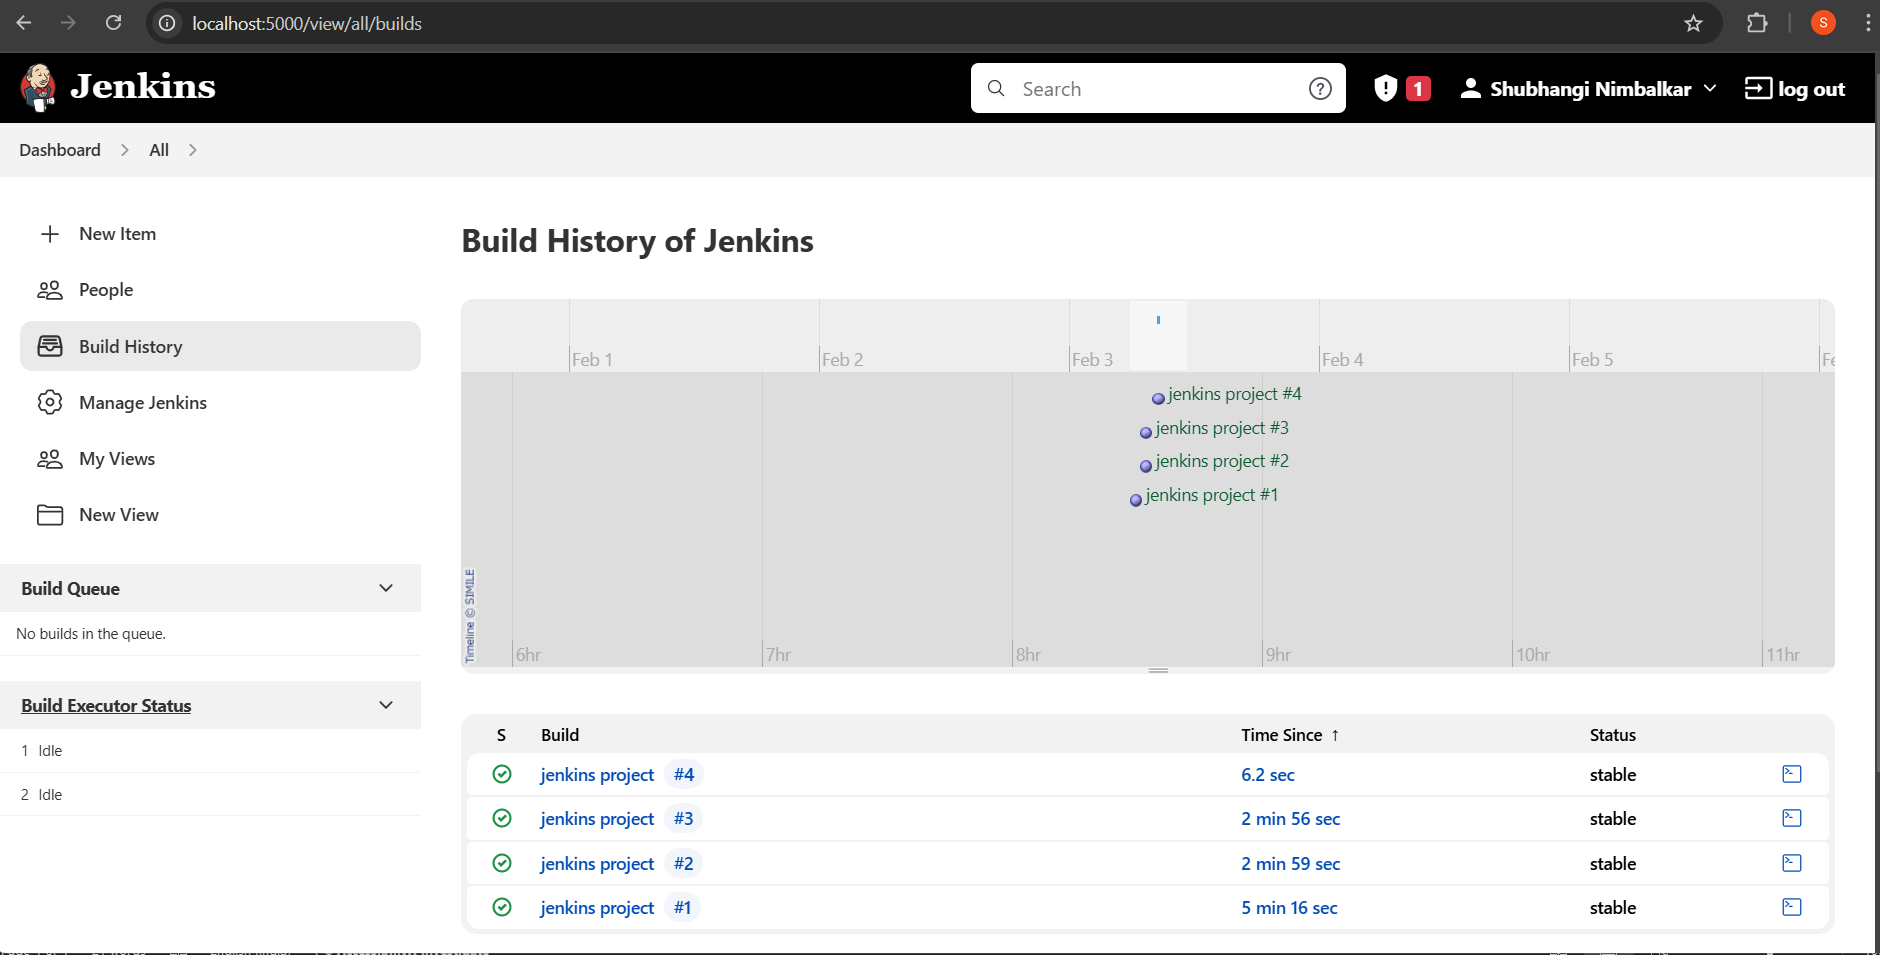 localhost:5000/view/all/builds
S
Jenkins
Search
?
1
Shubhangi Nimbalkar
log out
Dashboard
All
New Item
People
Build History
Manage Jenkins
My Views
New View
Build Queue
No builds in the queue.
Build Executor Status
1 Idle
2 Idle
Build History of Jenkins
Feb 1 Feb 2 Feb 3 Feb 4 Feb 5 Fe
jenkins project #4
jenkins project #3
jenkins project #2
jenkins project #1
Timeline © SIMILE
6hr 7hr 8hr 9hr 10hr 11hr
S Build Time Since ↑ Status
jenkins project #4 6.2 sec stable
jenkins project #3 2 min 56 sec stable
jenkins project #2 2 min 59 sec stable
jenkins project #1 5 min 16 sec stable